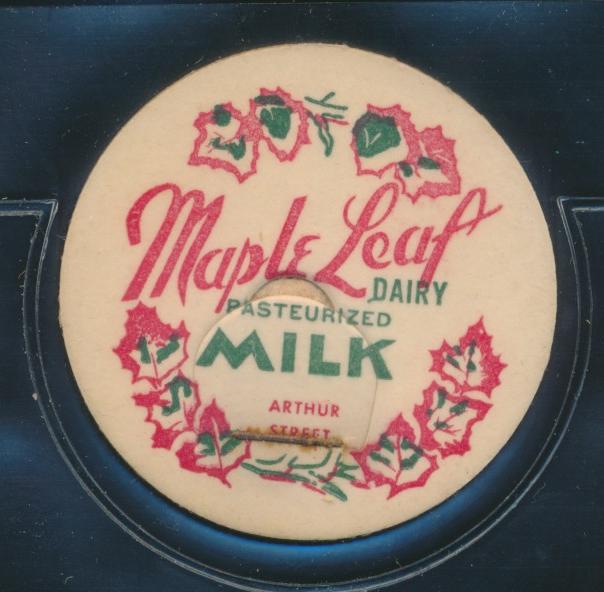 Maple Leaf
DAIRY
PASTEURIZED
MILK
ARTHUR
STREET